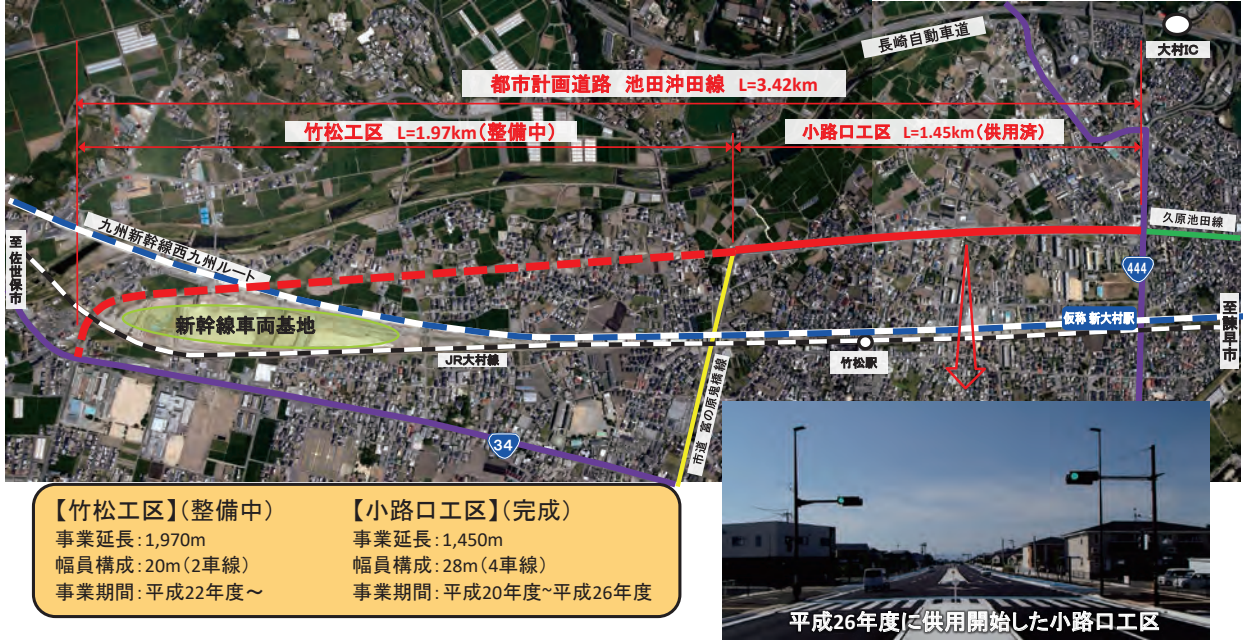 長崎自動車道
大村IC
都市計画道路 池田沖田線 L=3.42km
竹松工区 L=1.97km(整備中)
小路口工区 L=1.45km(供用済)
久原池田線
九州新幹線西九州ルート
至佐世保市
444
新幹線車両基地
仮称 新大村駅
至諫早市
JR大村線
竹松駅
市道 富の原鬼橋線
34
【竹松工区】(整備中)
事業延長:1,970m
幅員構成:20m(2車線)
事業期間:平成22年度～
【小路口工区】(完成)
事業延長:1,450m
幅員構成:28m(4車線)
事業期間:平成20年度~平成26年度
平成26年度に供用開始した小路口工区